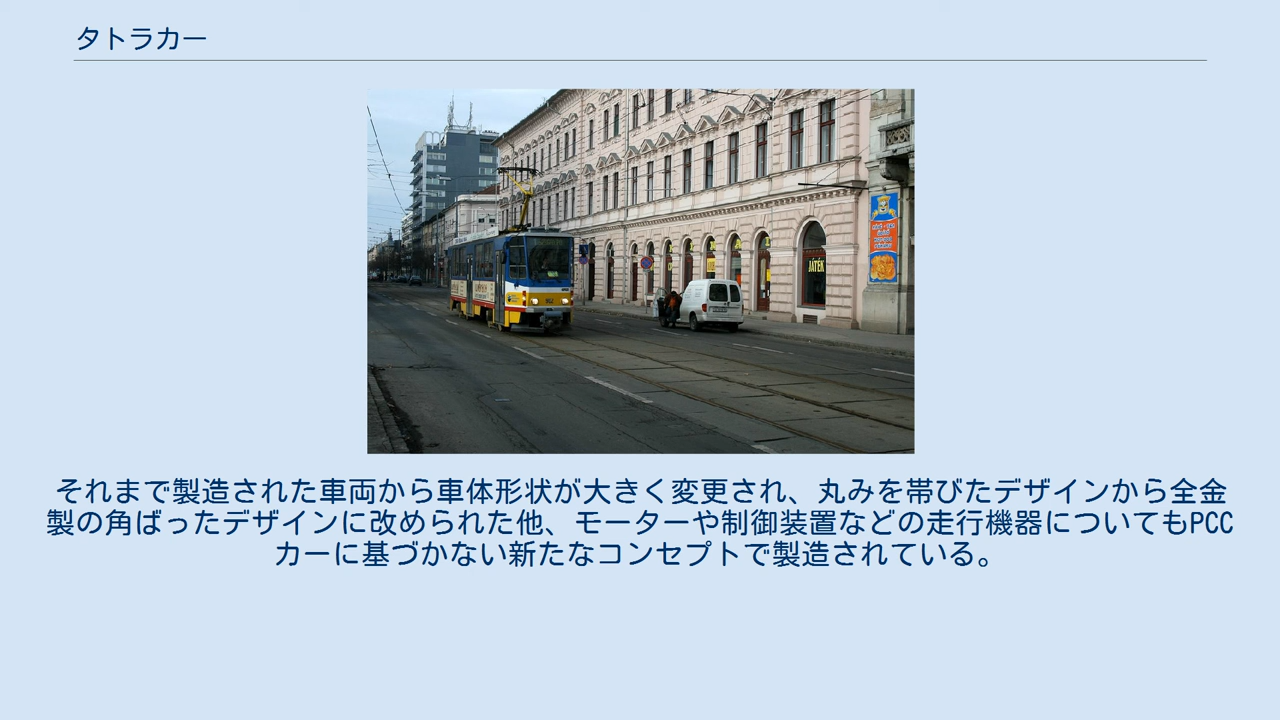 タトラカー
JÁTÉK
それまで製造された車両から車体形状が大きく変更され、丸みを帯びたデザインから全金
製の角ばったデザインに改められた他、モーターや制御装置などの走行機器についてもPCC
カーに基づかない新たなコンセプトで製造されている。